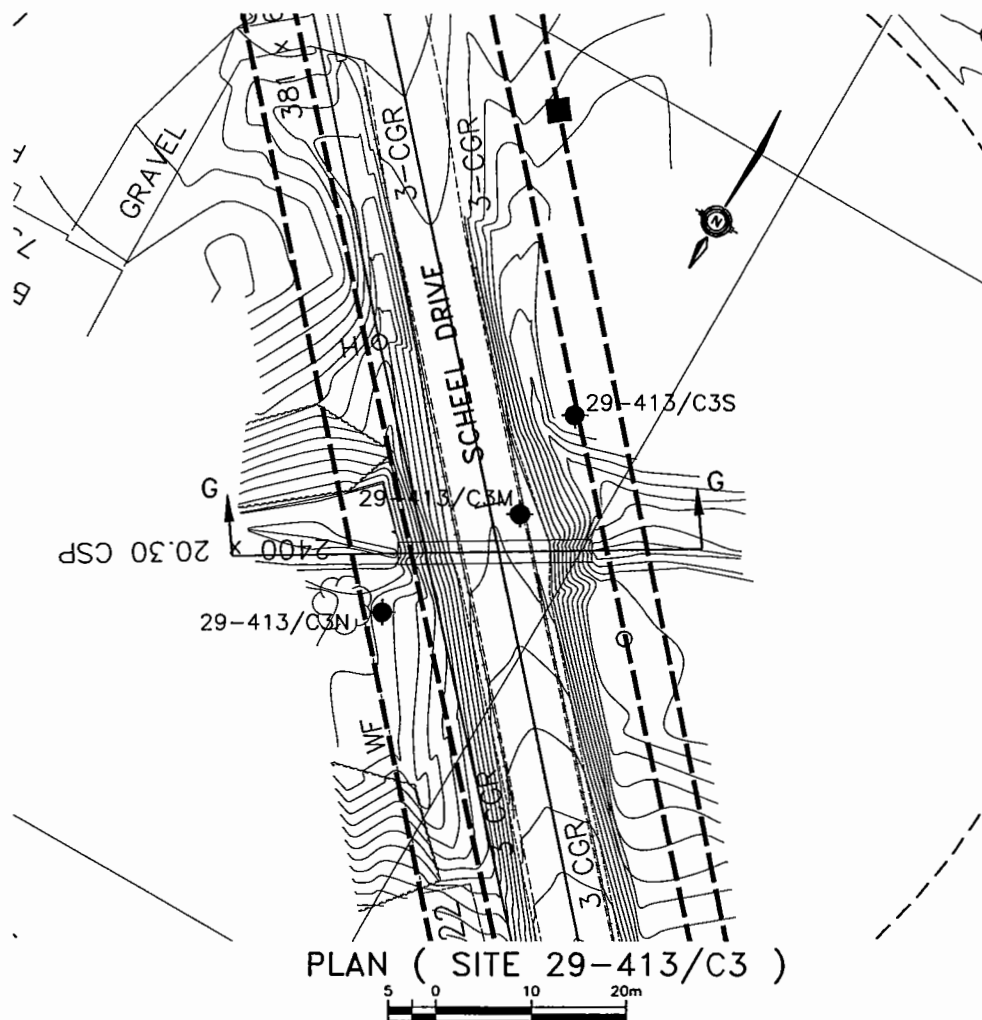 381 x
GRAVEL
3-CGR
3-CGR
N
SCHEEL DRIVE
H
29-413/C3S
29-413/C3M
G
G
2400 x 20.30 CSP
29-413/C3N
WF
3 CGR
3 CGR
22
PLAN ( SITE 29-413/C3 )
5 0 10 20m